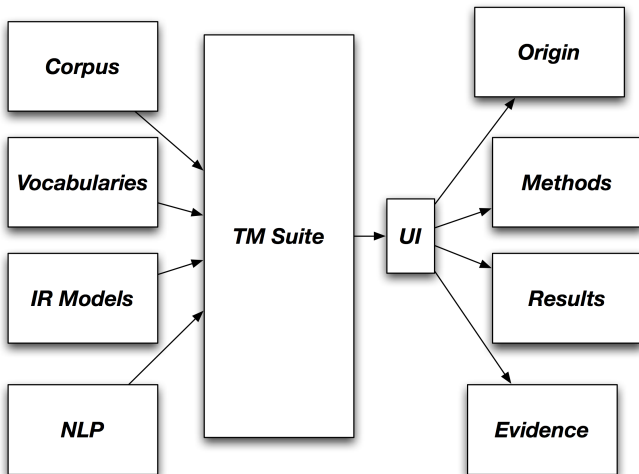 Corpus
Vocabularies
IR Models
NLP
TM Suite
UI
Origin
Methods
Results
Evidence